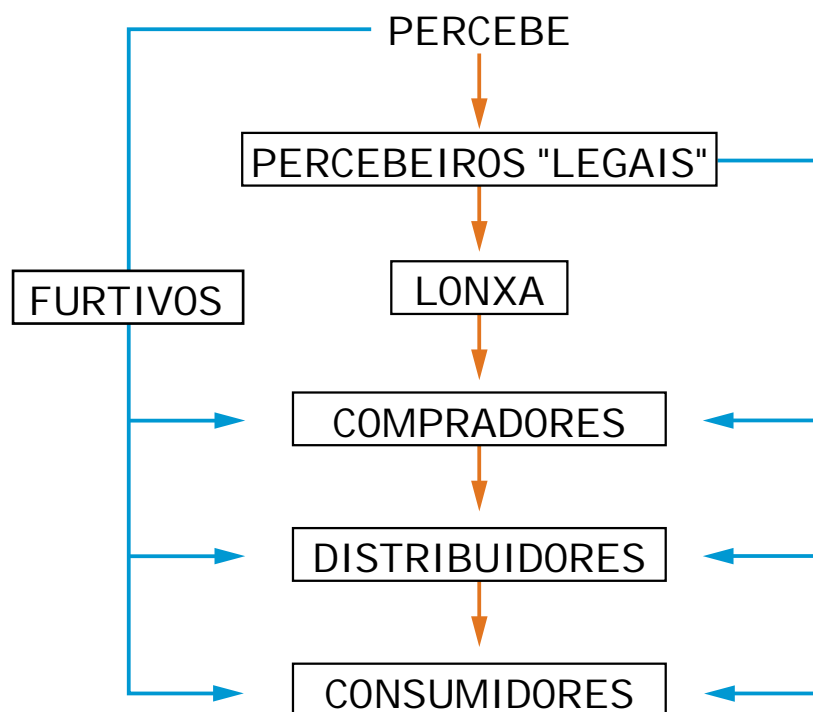 PERCEBE
PERCEBEIROS "LEGAIS"
FURTIVOS
LONXA
COMPRADORES
DISTRIBUIDORES
CONSUMIDORES